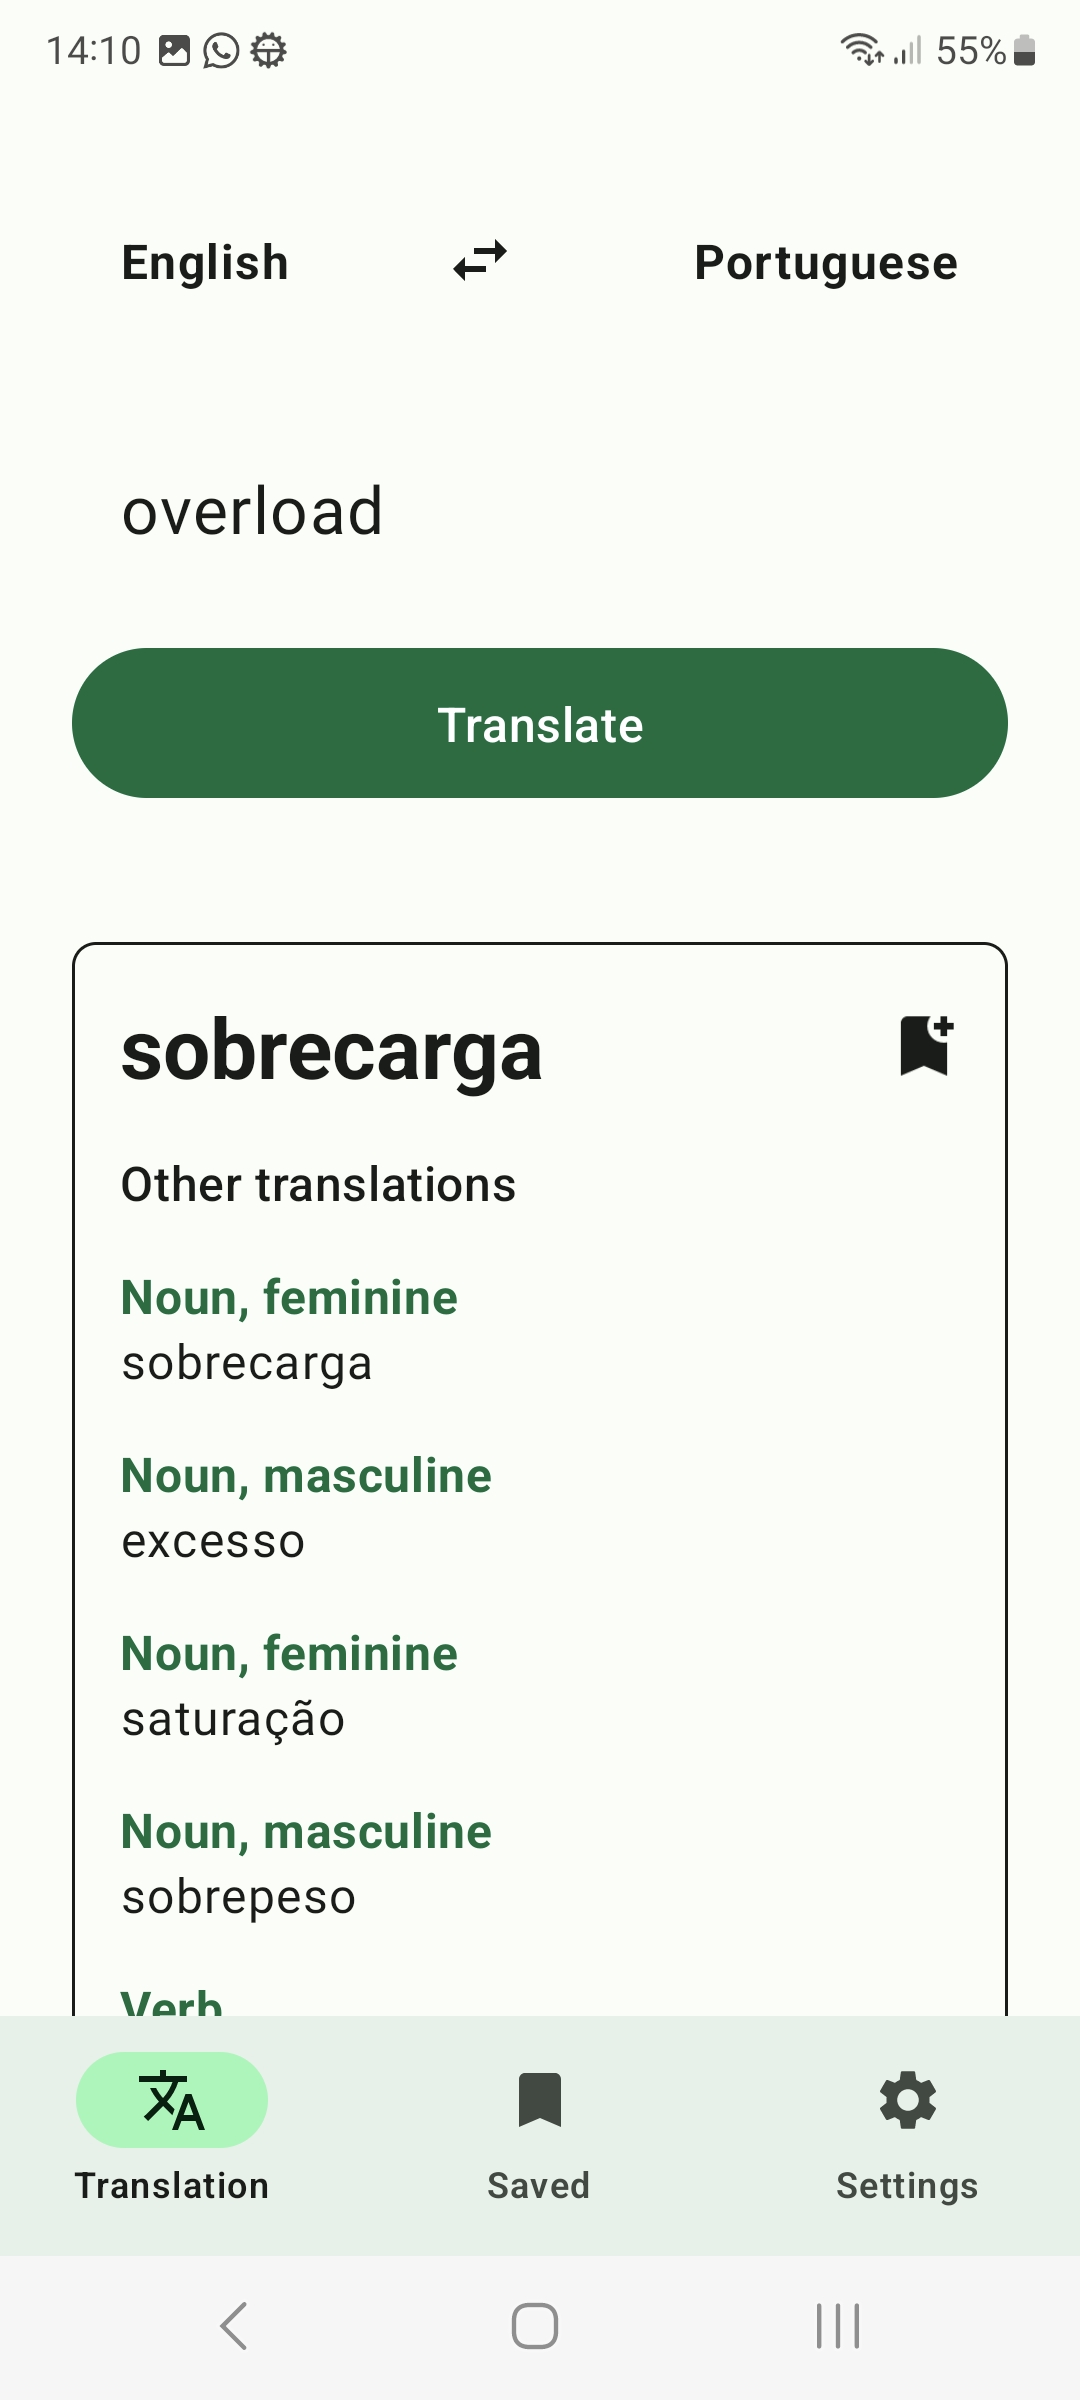 14:10 55%
English Portuguese
overload
Translate
sobrecarga
Other translations
Noun, feminine
sobrecarga
Noun, masculine
excesso
Noun, feminine
saturação
Noun, masculine
sobrepeso
Verb
Translation Saved Settings